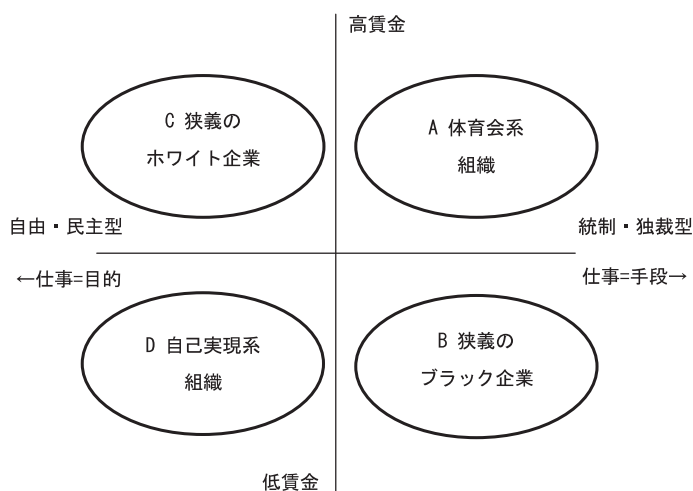 高賃金
C 狭義の
ホワイト企業
A 体育会系
組織
自由・民主型
統制・独裁型
←仕事=目的
仕事=手段→
D 自己実現系
組織
B 狭義の
ブラック企業
低賃金